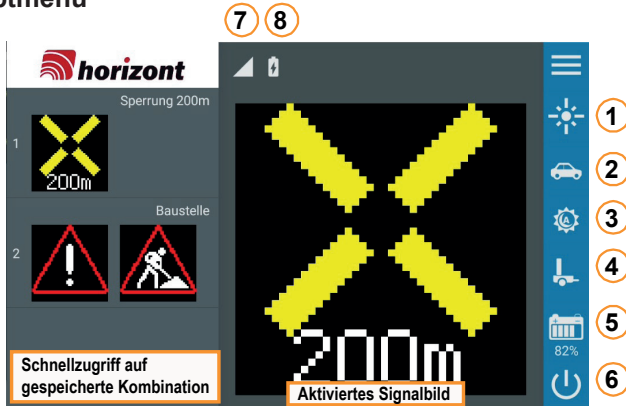 7 8
horizont
Sperrung 200m
1
200m
Baustelle
2
Schnellzugriff auf
gespeicherte Kombination
200m
Aktiviertes Signalbild
1
2
3
A
4
5
82%
6